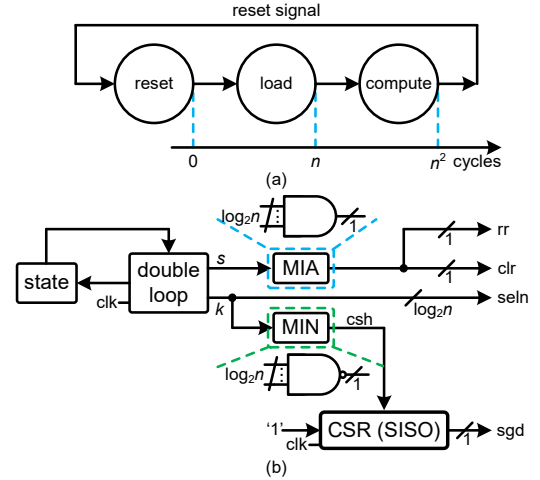 reset signal
reset
load
compute
0
n
n² cycles
(a)
log₂n
1
1
rr
state
double
loop
s
MIA
1
clr
clk
k
log₂n
seln
MIN
csh
log₂n
1
'1'
clk
CSR (SISO)
1
sgd
(b)